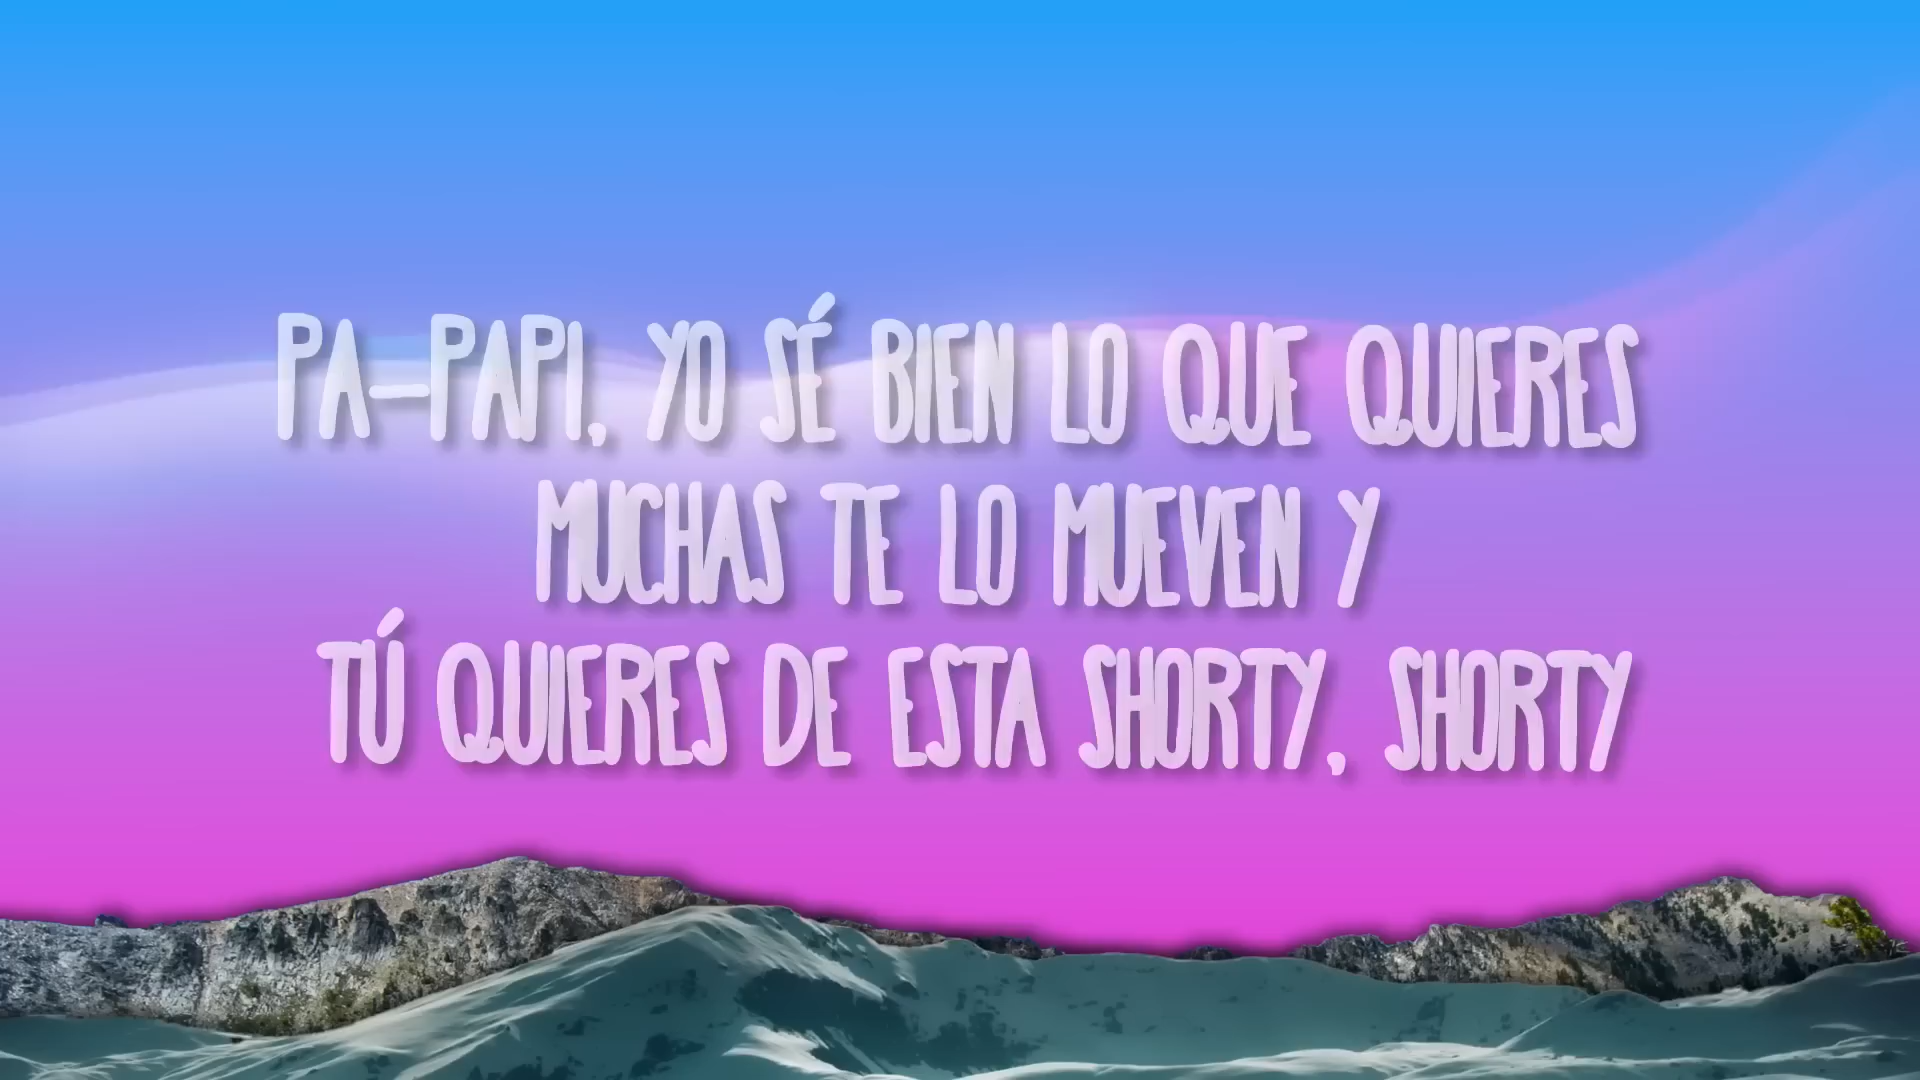 PA-PAPI, YO SÉ BIEN LO QUE QUIERES
MUCHAS TE LO MUEVEN Y
TÚ QUIERES DE ESTA SHORTY, SHORTY